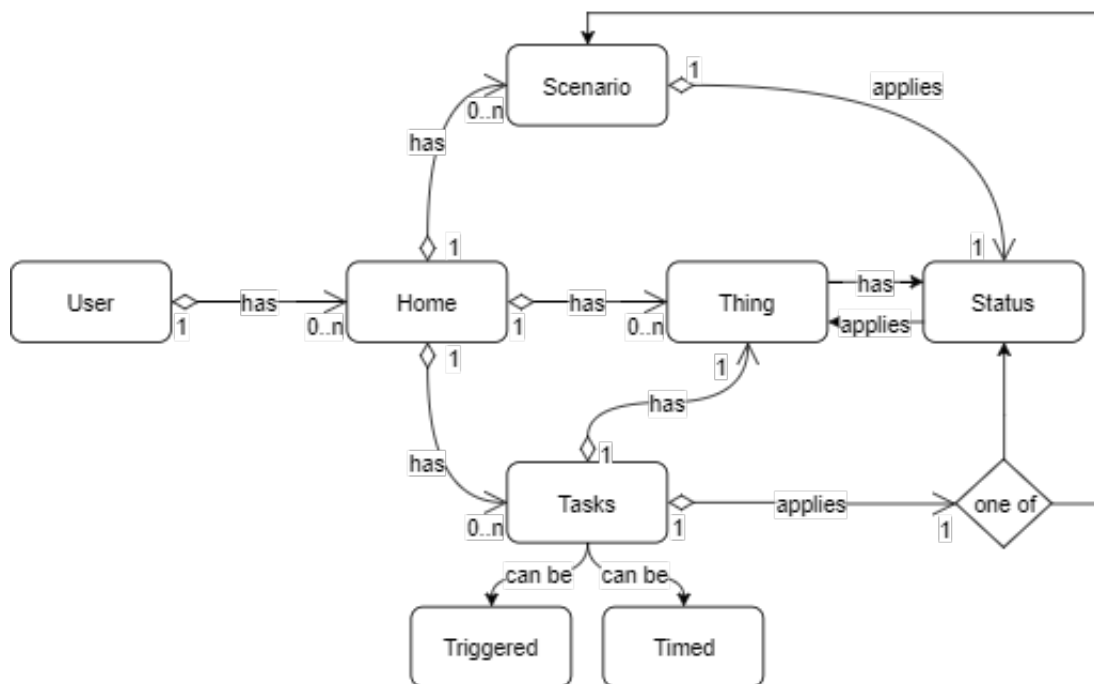 Scenario
1
applies
0..n
has
1
1
User
1
has
0..n
Home
1
has
0..n
Thing
has
applies
Status
1
1
has
has
1
0..n
Tasks
1
applies
1
one of
can be
can be
Triggered
Timed